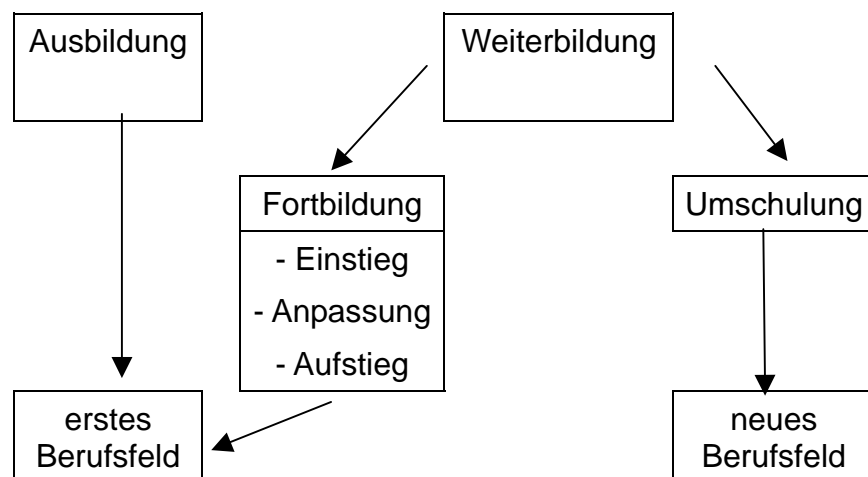 Ausbildung
Weiterbildung
Fortbildung
- Einstieg
- Anpassung
- Aufstieg
Umschulung
erstes
Berufsfeld
neues
Berufsfeld